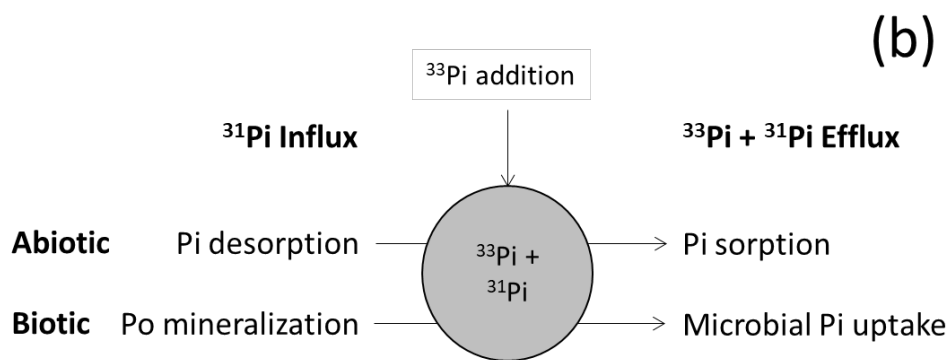 (b)
³³Pi addition
³¹Pi Influx
³³Pi + ³¹Pi Efflux
Abiotic Pi desorption
³³Pi +
³¹Pi
Pi sorption
Biotic Po mineralization
Microbial Pi uptake